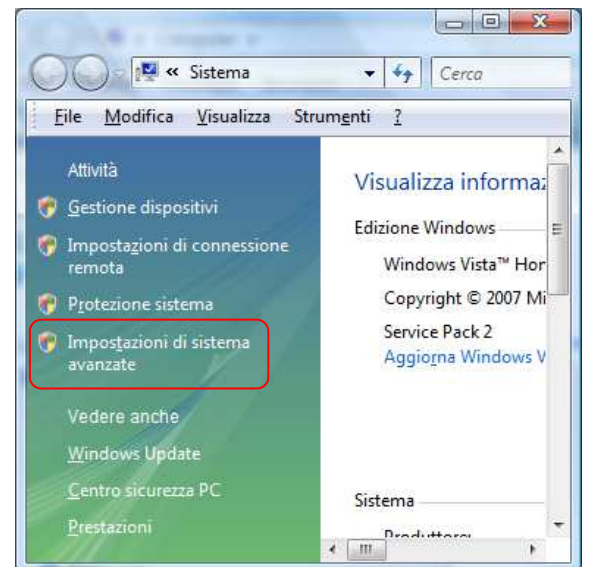 Sistema
Cerca
File Modifica Visualizza Strumenti ?
Attività
Gestione dispositivi
Impostazioni di connessione
remota
Protezione sistema
Impostazioni di sistema
avanzate
Vedere anche
Windows Update
Centro sicurezza PC
Prestazioni
Visualizza informaz
Edizione Windows
Windows Vista™ Hor
Copyright © 2007 Mi
Service Pack 2
Aggiorna Windows V
Sistema
Produttore: